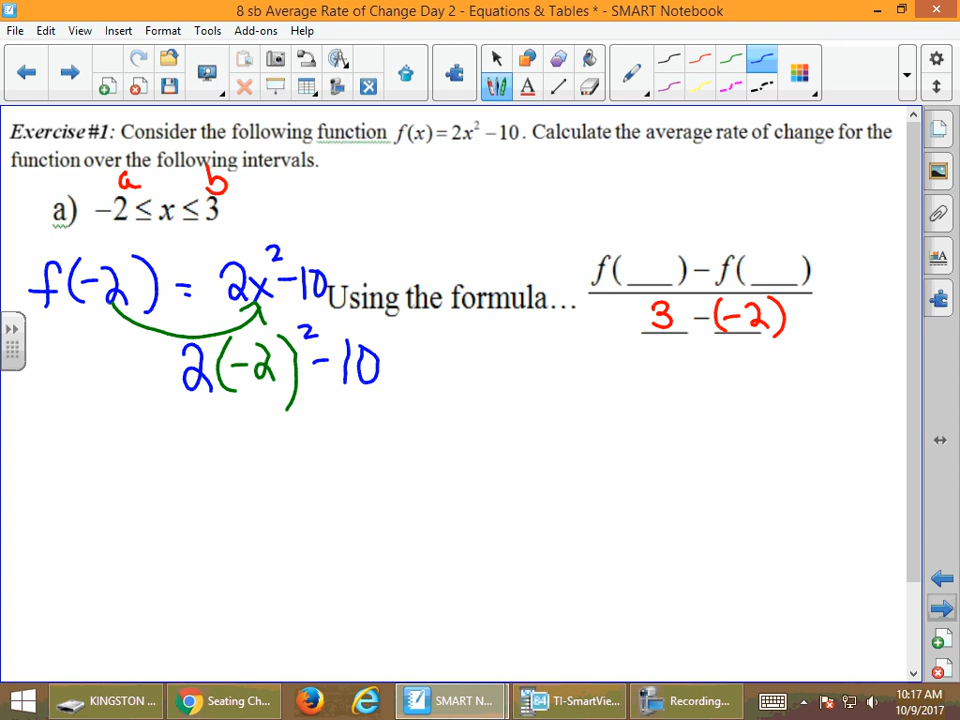 8 sb Average Rate of Change Day 2 - Equations & Tables * - SMART Notebook
File Edit View Insert Format Tools Add-ons Help
Exercise #1: Consider the following function f(x) = 2x² – 10. Calculate the average rate of change for the
function over the following intervals.
a b
a) –2 ≤ x ≤ 3
f(-2) = 2x² - 10
Using the formula… f(___) – f(___)
3 – (-2)
2(-2)² - 10
KINGSTON ... Seating Ch... SMART N... 84 TI-SmartVie... Recording...
10:17 AM
10/9/2017